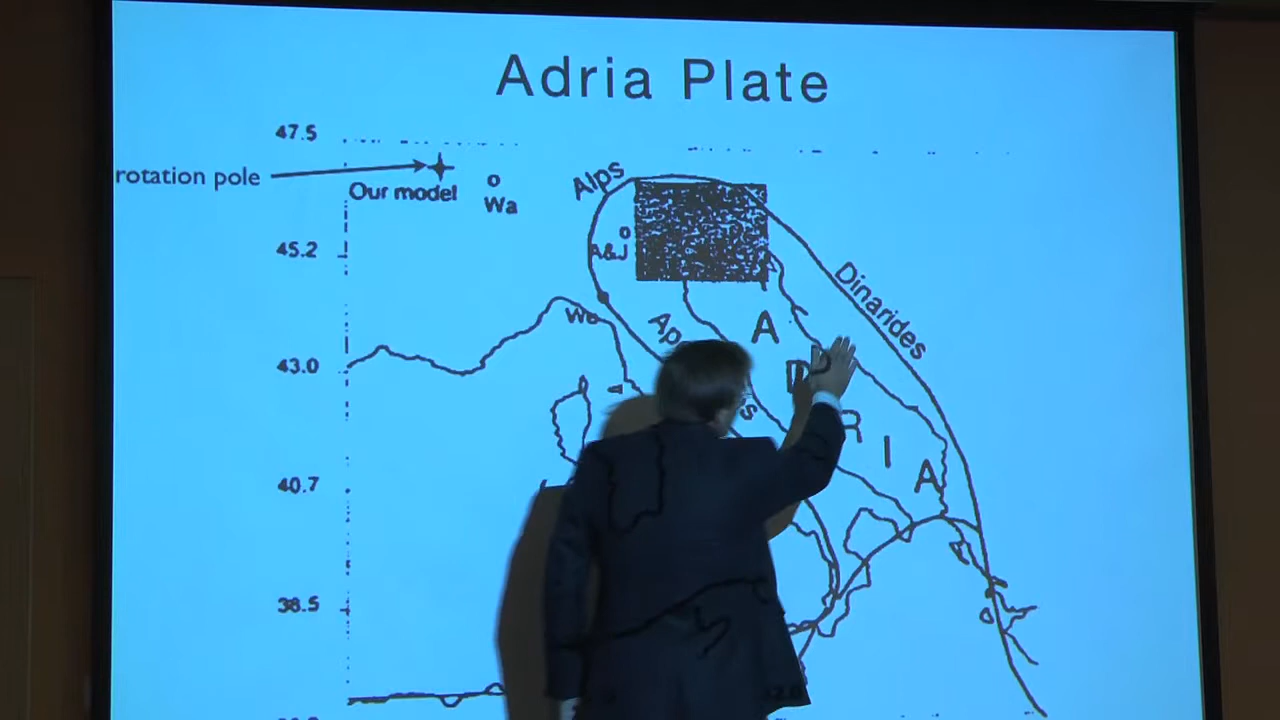 Adria Plate
47.5
rotation pole
Our model
Wa
Alps
A&J
45.2
Dinarides
Ap
s
A D R I A
43.0
40.7
38.5